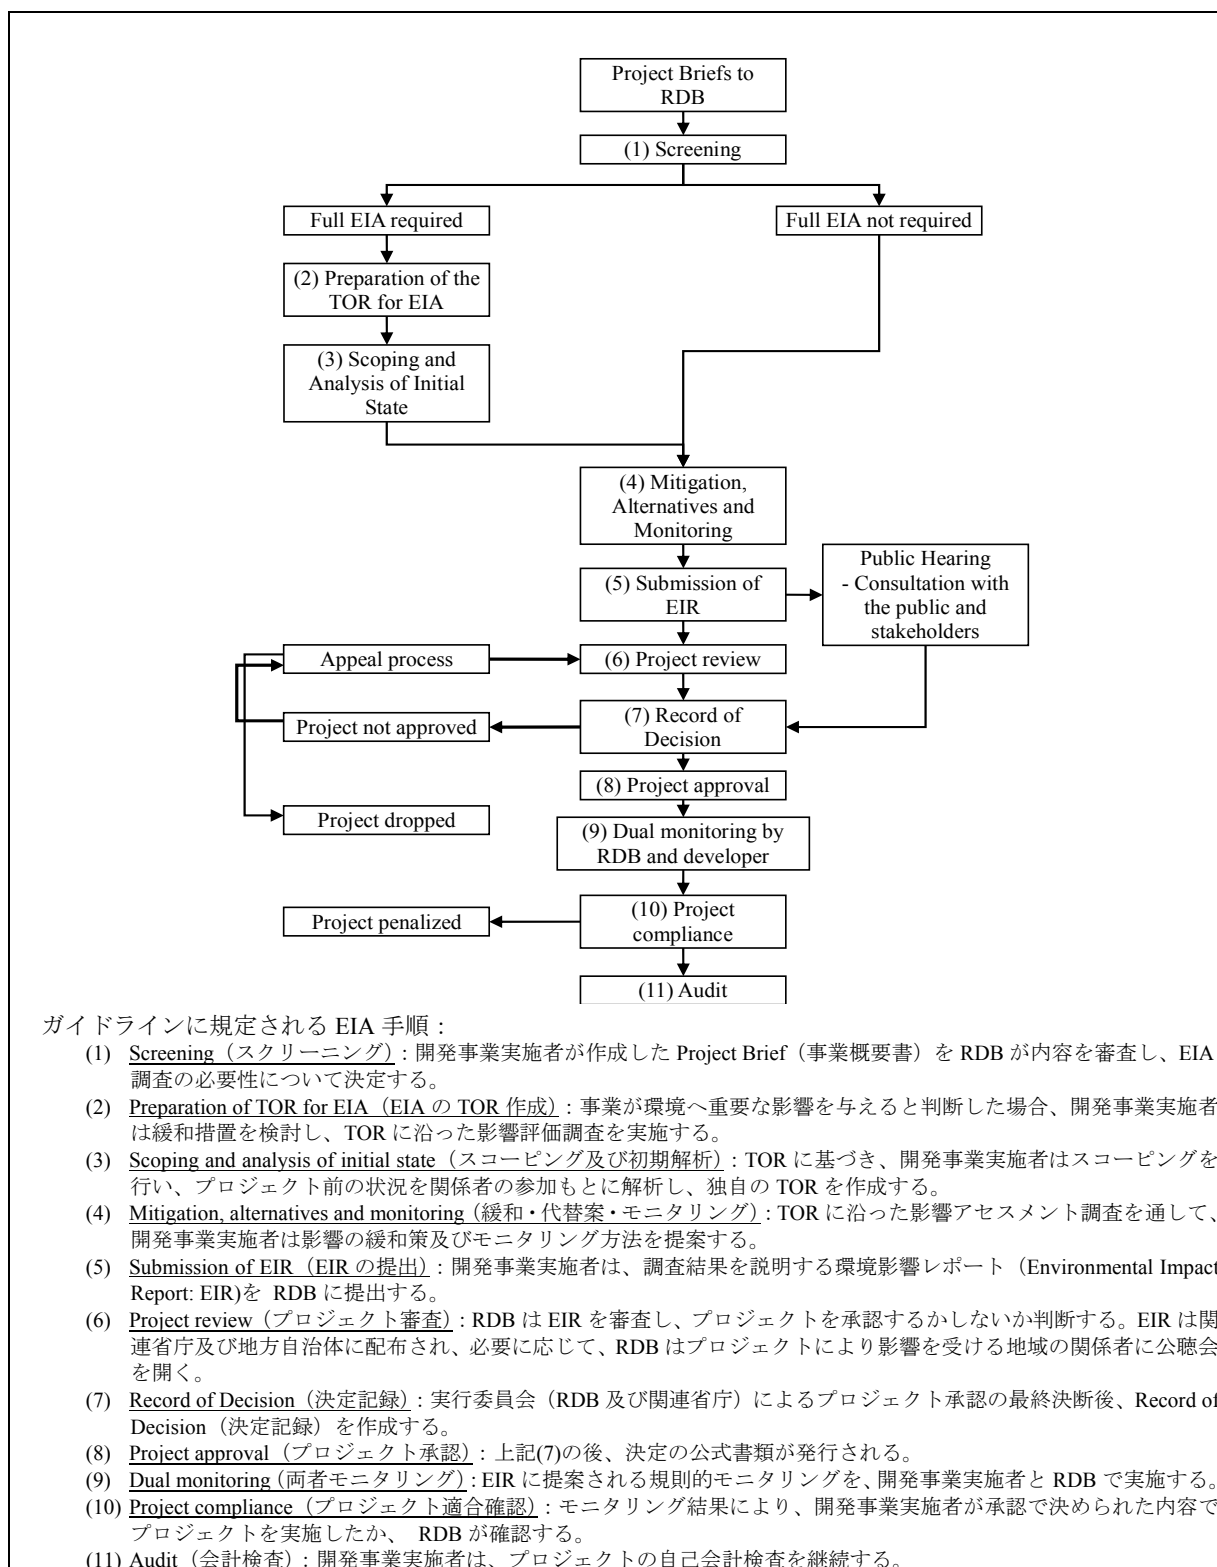 Project Briefs to
RDB
(1) Screening
Full EIA required
Full EIA not required
(2) Preparation of the
TOR for EIA
(3) Scoping and
Analysis of Initial
State
(4) Mitigation,
Alternatives and
Monitoring
(5) Submission of
EIR
Public Hearing
- Consultation with
the public and
stakeholders
Appeal process
(6) Project review
Project not approved
(7) Record of
Decision
(8) Project approval
Project dropped
(9) Dual monitoring by
RDB and developer
Project penalized
(10) Project
compliance
(11) Audit
ガイドラインに規定される EIA 手順：
(1) Screening（スクリーニング）：開発事業実施者が作成した Project Brief（事業概要書）を RDB が内容を審査し、EIA
調査の必要性について決定する。
(2) Preparation of TOR for EIA（EIA の TOR 作成）：事業が環境へ重要な影響を与えると判断した場合、開発事業実施者
は緩和措置を検討し、TOR に沿った影響評価調査を実施する。
(3) Scoping and analysis of initial state（スコーピング及び初期解析）：TOR に基づき、開発事業実施者はスコーピングを
行い、プロジェクト前の状況を関係者の参加もとに解析し、独自の TOR を作成する。
(4) Mitigation, alternatives and monitoring（緩和・代替案・モニタリング）：TOR に沿った影響アセスメント調査を通して、
開発事業実施者は影響の緩和策及びモニタリング方法を提案する。
(5) Submission of EIR（EIR の提出）：開発事業実施者は、調査結果を説明する環境影響レポート（Environmental Impact
Report: EIR)を RDB に提出する。
(6) Project review（プロジェクト審査）：RDB は EIR を審査し、プロジェクトを承認するかしないか判断する。EIR は関
連省庁及び地方自治体に配布され、必要に応じて、RDB はプロジェクトにより影響を受ける地域の関係者に公聴会
を開く。
(7) Record of Decision（決定記録）：実行委員会（RDB 及び関連省庁）によるプロジェクト承認の最終決断後、Record of
Decision（決定記録）を作成する。
(8) Project approval（プロジェクト承認）：上記(7)の後、決定の公式書類が発行される。
(9) Dual monitoring（両者モニタリング）：EIR に提案される規則的モニタリングを、開発事業実施者と RDB で実施する。
(10) Project compliance（プロジェクト適合確認）：モニタリング結果により、開発事業実施者が承認で決められた内容で
プロジェクトを実施したか、 RDB が確認する。
(11) Audit（会計検査）：開発事業実施者は、プロジェクトの自己会計検査を継続する。